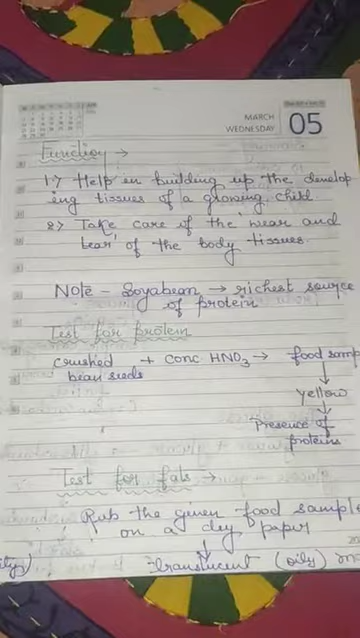 MARCH
WEDNESDAY 05
Function →
1.) Help in building up the develop
ing tissues of a growing child
2) Take care of the 'wear and
tear' of the body tissues.
Note - Soyabean → richest source
of protein
Test for protein
crushed + conc. HNO3 → food samp
bean seeds
↓
yellow
↓
Presence of
proteins
Test for fats →
Rub the given food sample
on a dry paper
↓
Translucent (oily)